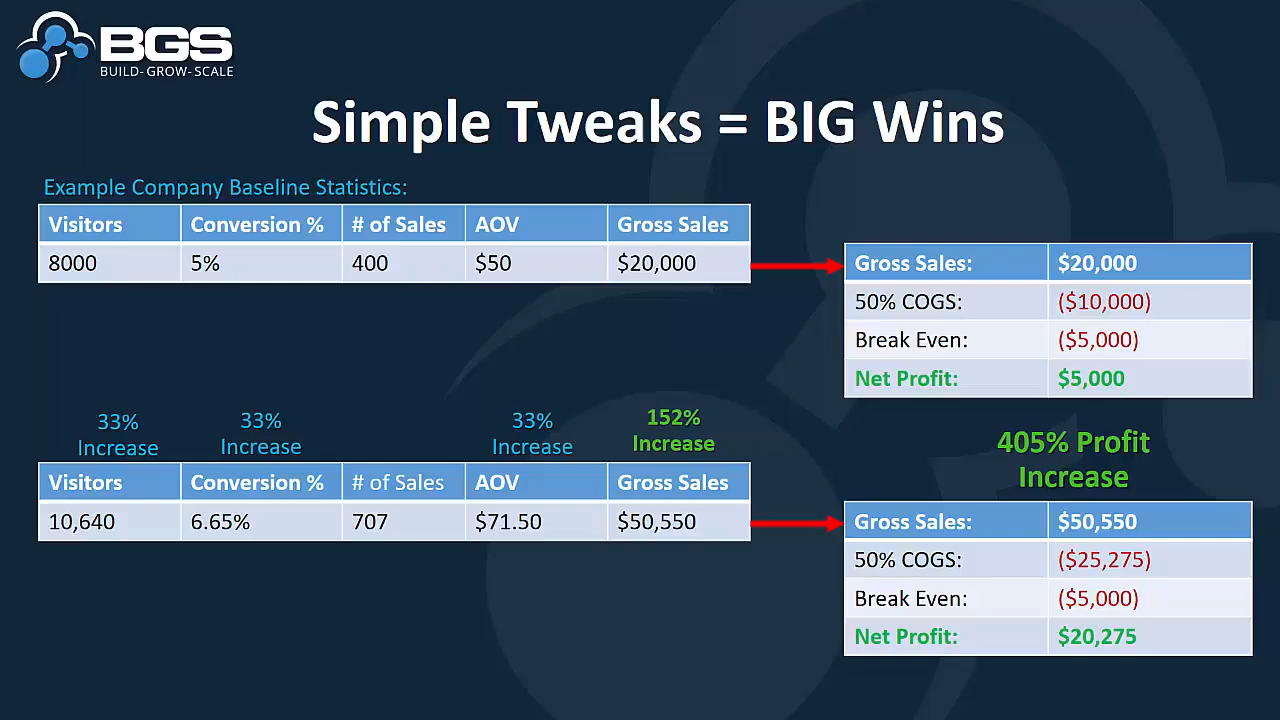 BGS
BUILD-GROW-SCALE
Simple Tweaks = BIG Wins
Example Company Baseline Statistics:
Visitors Conversion % # of Sales AOV Gross Sales
8000 5% 400 $50 $20,000
Gross Sales: $20,000
50% COGS: ($10,000)
Break Even: ($5,000)
Net Profit: $5,000
33% Increase
33% Increase
33% Increase
152% Increase
Visitors Conversion % # of Sales AOV Gross Sales
10,640 6.65% 707 $71.50 $50,550
405% Profit
Increase
Gross Sales: $50,550
50% COGS: ($25,275)
Break Even: ($5,000)
Net Profit: $20,275